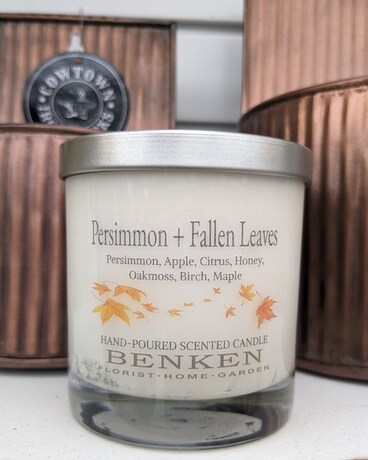 COWTOWN
Persimmon + Fallen Leaves
Persimmon, Apple, Citrus, Honey,
Oakmoss, Birch, Maple
HAND-POURED SCENTED CANDLE
BENKEN
FLORIST·HOME·GARDEN